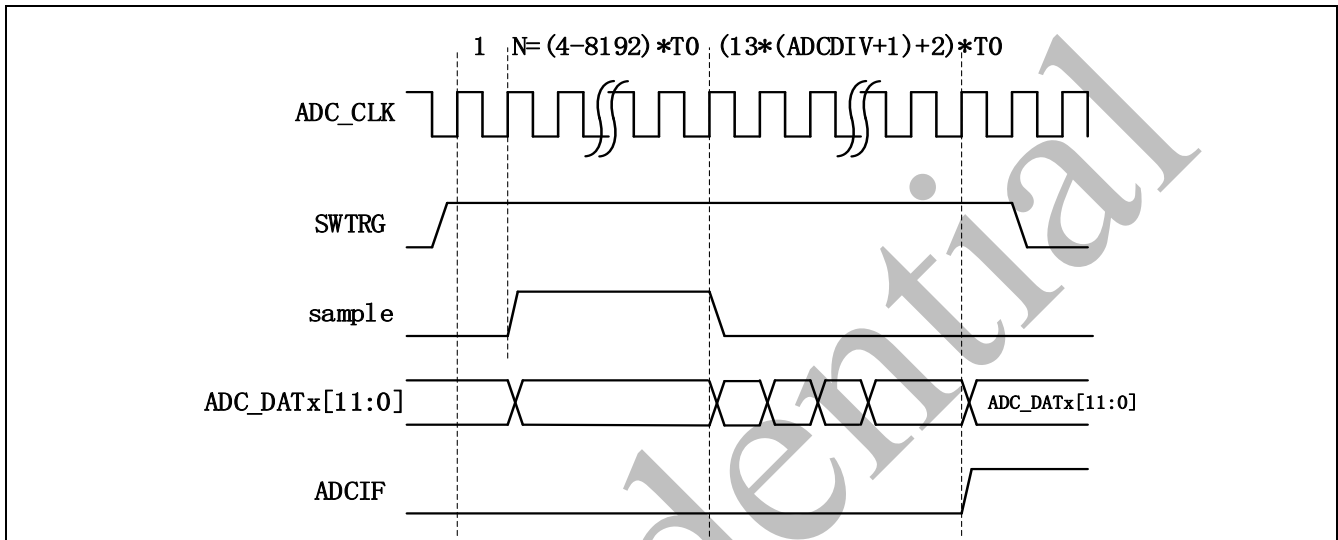 1 N=(4-8192)*T0 (13*(ADCDIV+1)+2)*T0
ADC_CLK
SWTRG
sample
ADC_DATx[11:0] ADC_DATx[11:0]
ADCIF
dential